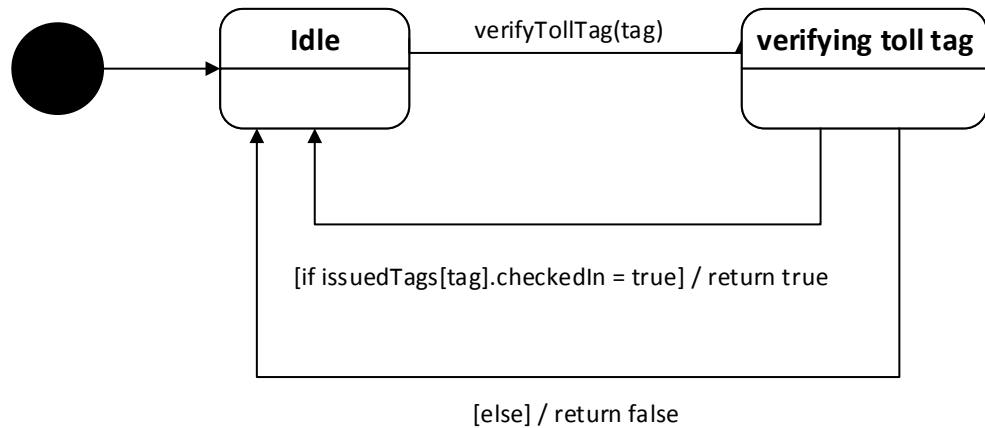 Idle
verifyTollTag(tag)
verifying toll tag
[if issuedTags[tag].checkedIn = true] / return true
[else] / return false